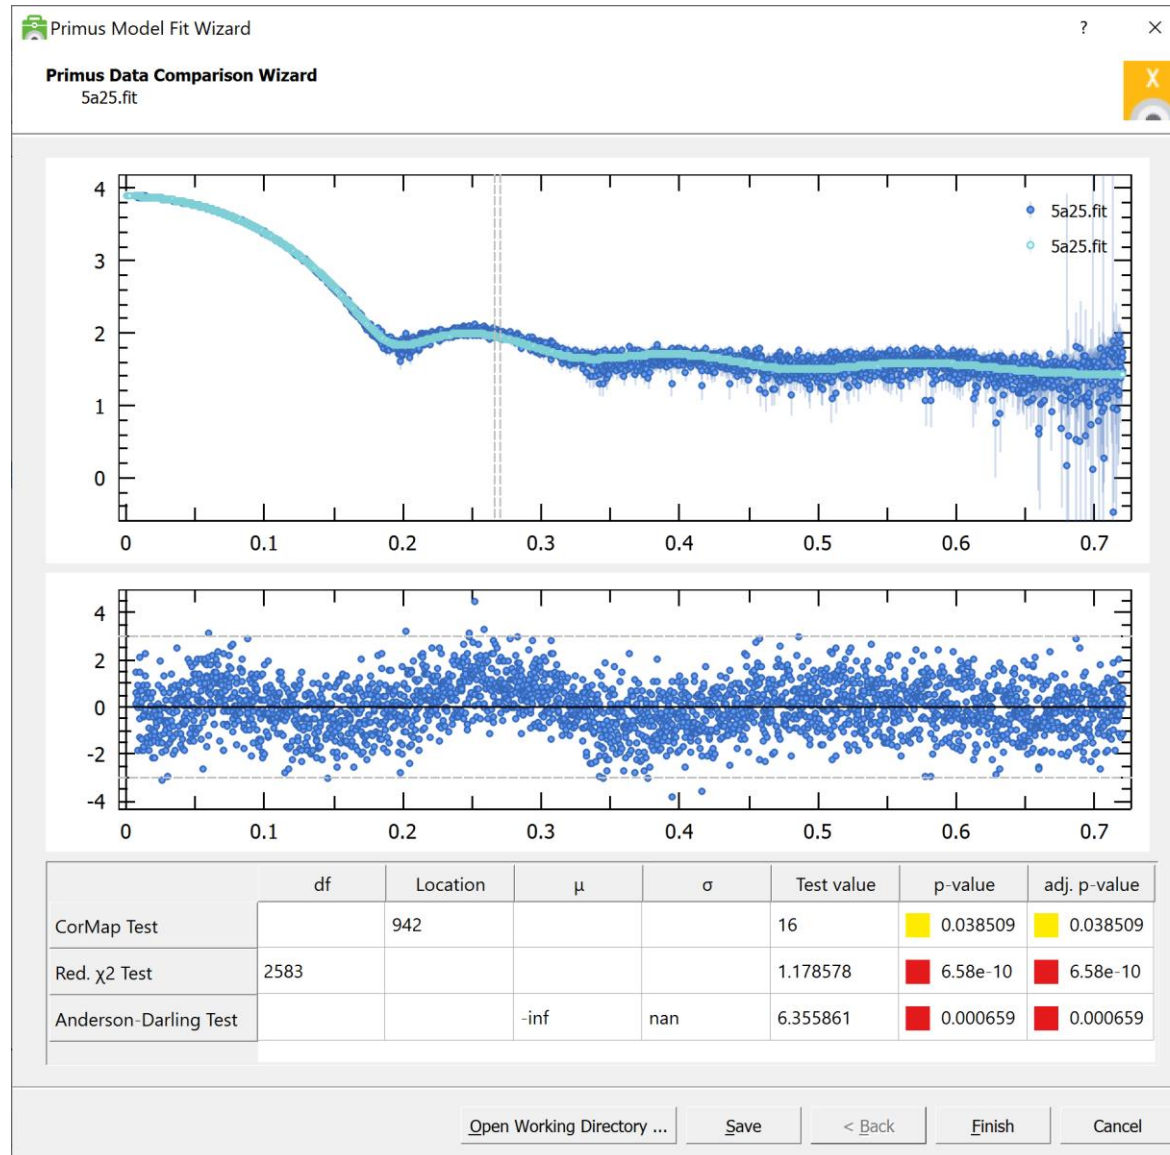 Primus Model Fit Wizard ? ×
Primus Data Comparison Wizard
5a25.fit
X
4
3
2
1
0
5a25.fit
5a25.fit
0 0.1 0.2 0.3 0.4 0.5 0.6 0.7
4
2
0
-2
-4
0 0.1 0.2 0.3 0.4 0.5 0.6 0.7
df Location μ σ Test value p-value adj. p-value
CorMap Test 942 16 0.038509 0.038509
Red. χ2 Test 2583 1.178578 6.58e-10 6.58e-10
Anderson-Darling Test -inf nan 6.355861 0.000659 0.000659
Open Working Directory ... Save < Back Finish Cancel